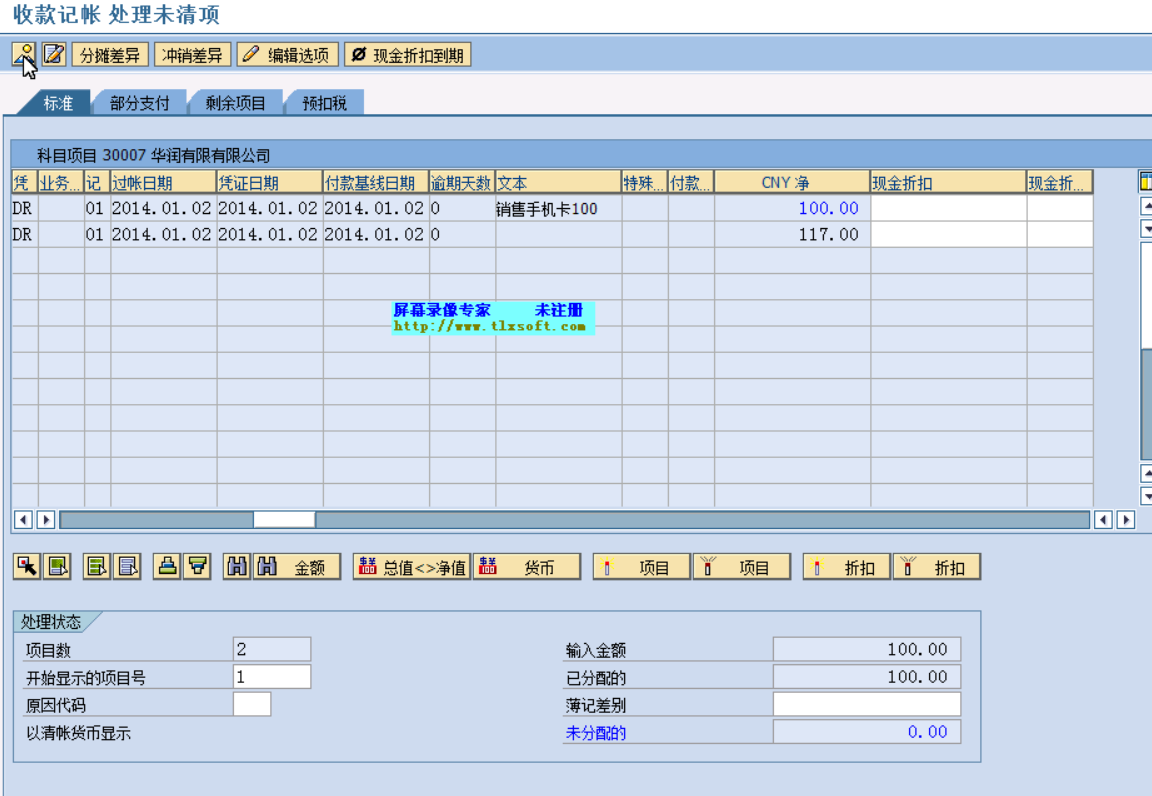 收款记帐 处理未清项
分摊差异 冲销差异 编辑选项 现金折扣到期
标准 部分支付 剩余项目 预扣税
科目项目 30007 华润有限有限公司
凭 业务... 记 过帐日期 凭证日期 付款基线日期 逾期天数 文本 特殊... 付款... CNY 净 现金折扣 现金折...
DR 01 2014.01.02 2014.01.02 2014.01.02 0 销售手机卡100 100.00
DR 01 2014.01.02 2014.01.02 2014.01.02 0 117.00
屏幕录像专家 未注册
http://www.tlxsoft.com
金额 总值<>净值 货币 项目 项目 折扣 折扣
处理状态
项目数 2 输入金额 100.00
开始显示的项目号 1 已分配的 100.00
原因代码 薄记差别
以清帐货币显示 未分配的 0.00